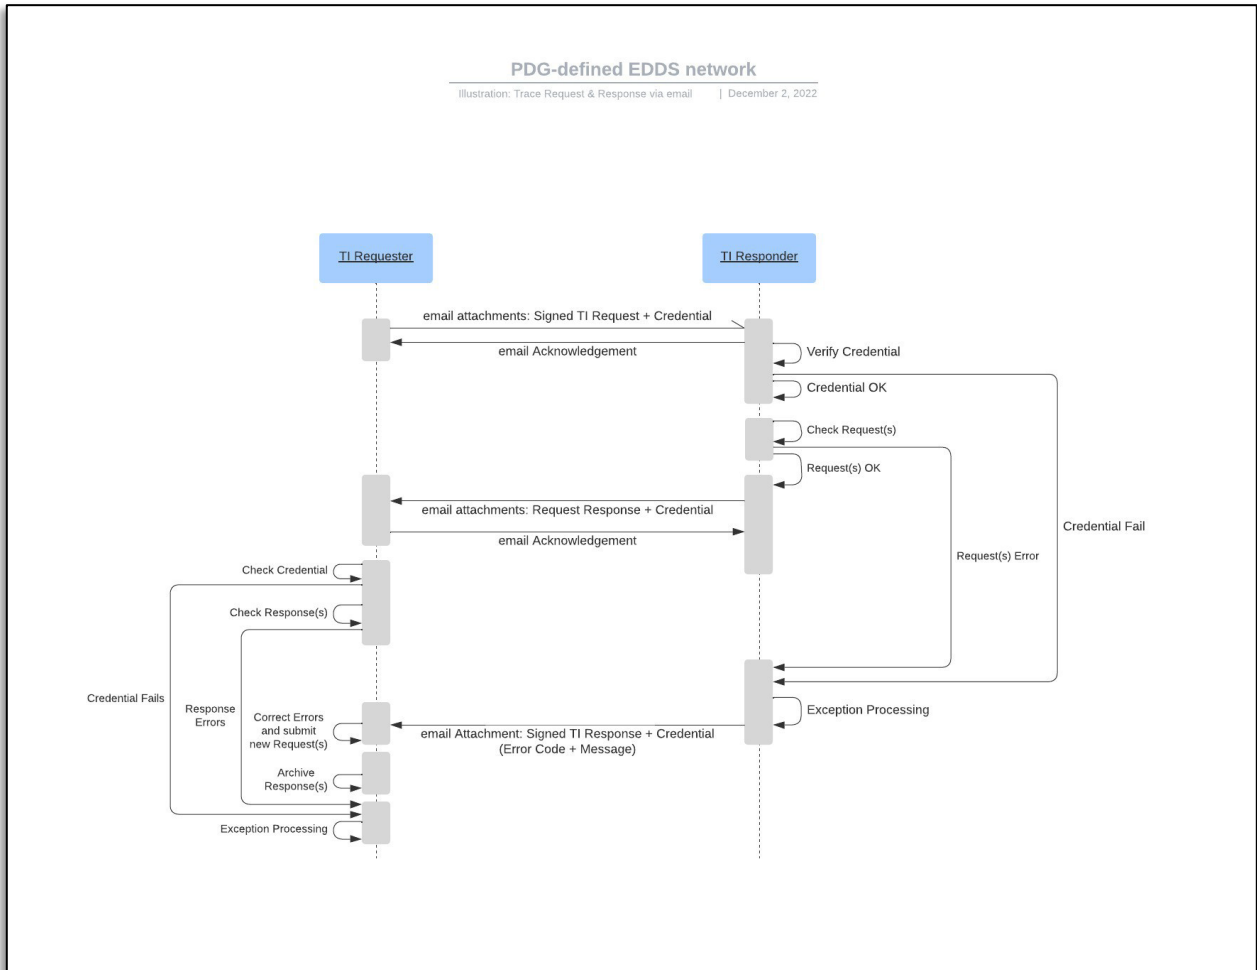 PDG-defined EDDS network
Illustration: Trace Request & Response via email | December 2, 2022
TI Requester
TI Responder
email attachments: Signed TI Request + Credential
email Acknowledgement
Verify Credential
Credential OK
Check Request(s)
Request(s) OK
email attachments: Request Response + Credential
Credential Fail
email Acknowledgement
Request(s) Error
Check Credential
Check Response(s)
Credential Fails
Response
Errors
Correct Errors
and submit
new Request(s)
Exception Processing
email Attachment: Signed TI Response + Credential
(Error Code + Message)
Archive
Response(s)
Exception Processing